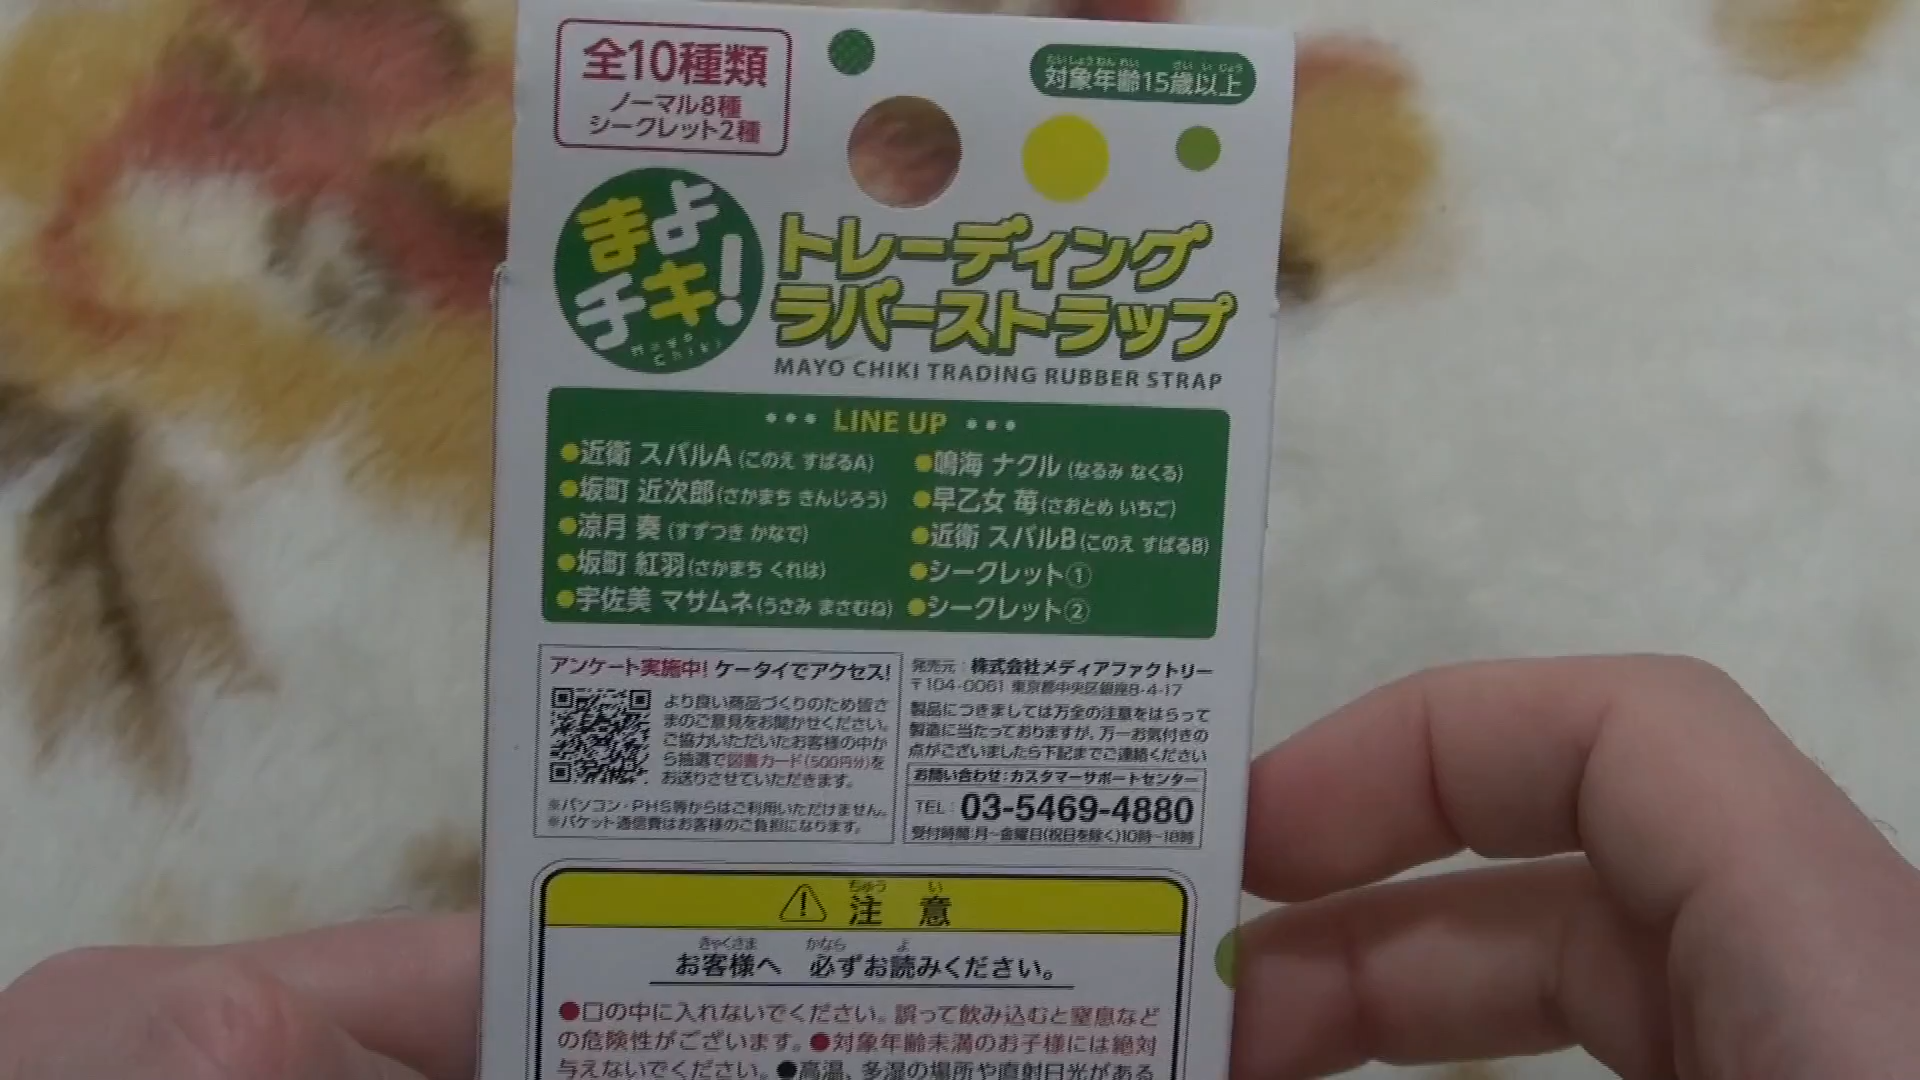 全10種類
ノーマル8種
シークレット2種
たいしょうねんれい さいいじょう
対象年齢15歳以上
まよチキ!
Mayo Chiki
トレーディング
ラバーストラップ
MAYO CHIKI TRADING RUBBER STRAP
LINE UP
●近衛 スバルA(このえ すばるA)
●坂町 近次郎(さかまち きんじろう)
●涼月 奏(すずつき かなで)
●坂町 紅羽(さかまち くれは)
●宇佐美 マサムネ(うさみ まさむね)
●鳴海 ナクル(なるみ なくる)
●早乙女 苺(さおとめ いちご)
●近衛 スバルB(このえ すばるB)
●シークレット①
●シークレット②
アンケート実施中!ケータイでアクセス!
より良い商品づくりのため皆さ
まのご意見をお聞かせください。
ご協力いただいたお客様の中か
ら抽選で図書カード(500円分)を
お送りさせていただきます。
※パソコン・PHS等からはご利用いただけません。
※パケット通信費はお客様のご負担になります。
発売元:株式会社メディアファクトリー
〒104-0061 東京都中央区銀座8-4-17
製品につきましては万全の注意をはらって
製造に当たっておりますが、万一お気付きの
点がございましたら下記までご連絡ください
お問い合わせ:カスタマーサポートセンター
TEL:03-5469-4880
受付時間:月~金曜日(祝日を除く)10時~18時
ちゅう い
注 意
きゃくさま かなら よ
お客様へ 必ずお読みください。
●口の中に入れないでください。誤って飲み込むと窒息など
の危険性がございます。●対象年齢未満のお子様には絶対
与えないでください。●高温、多湿の場所や直射日光がある